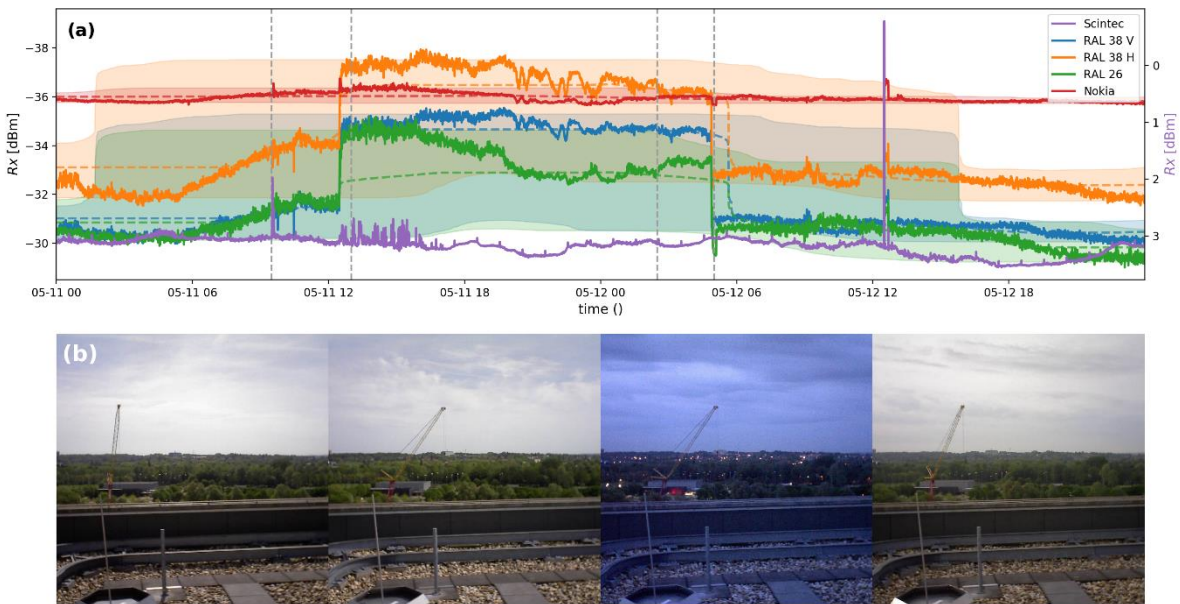 (a)
Scintec
RAL 38 V
RAL 38 H
RAL 26
Nokia
−38
−36
−34
−32
−30
Rx [dBm]
0
1
2
3
Rx [dBm]
05-11 00
05-11 06
05-11 12
05-11 18
05-12 00
05-12 06
05-12 12
05-12 18
time ()
(b)